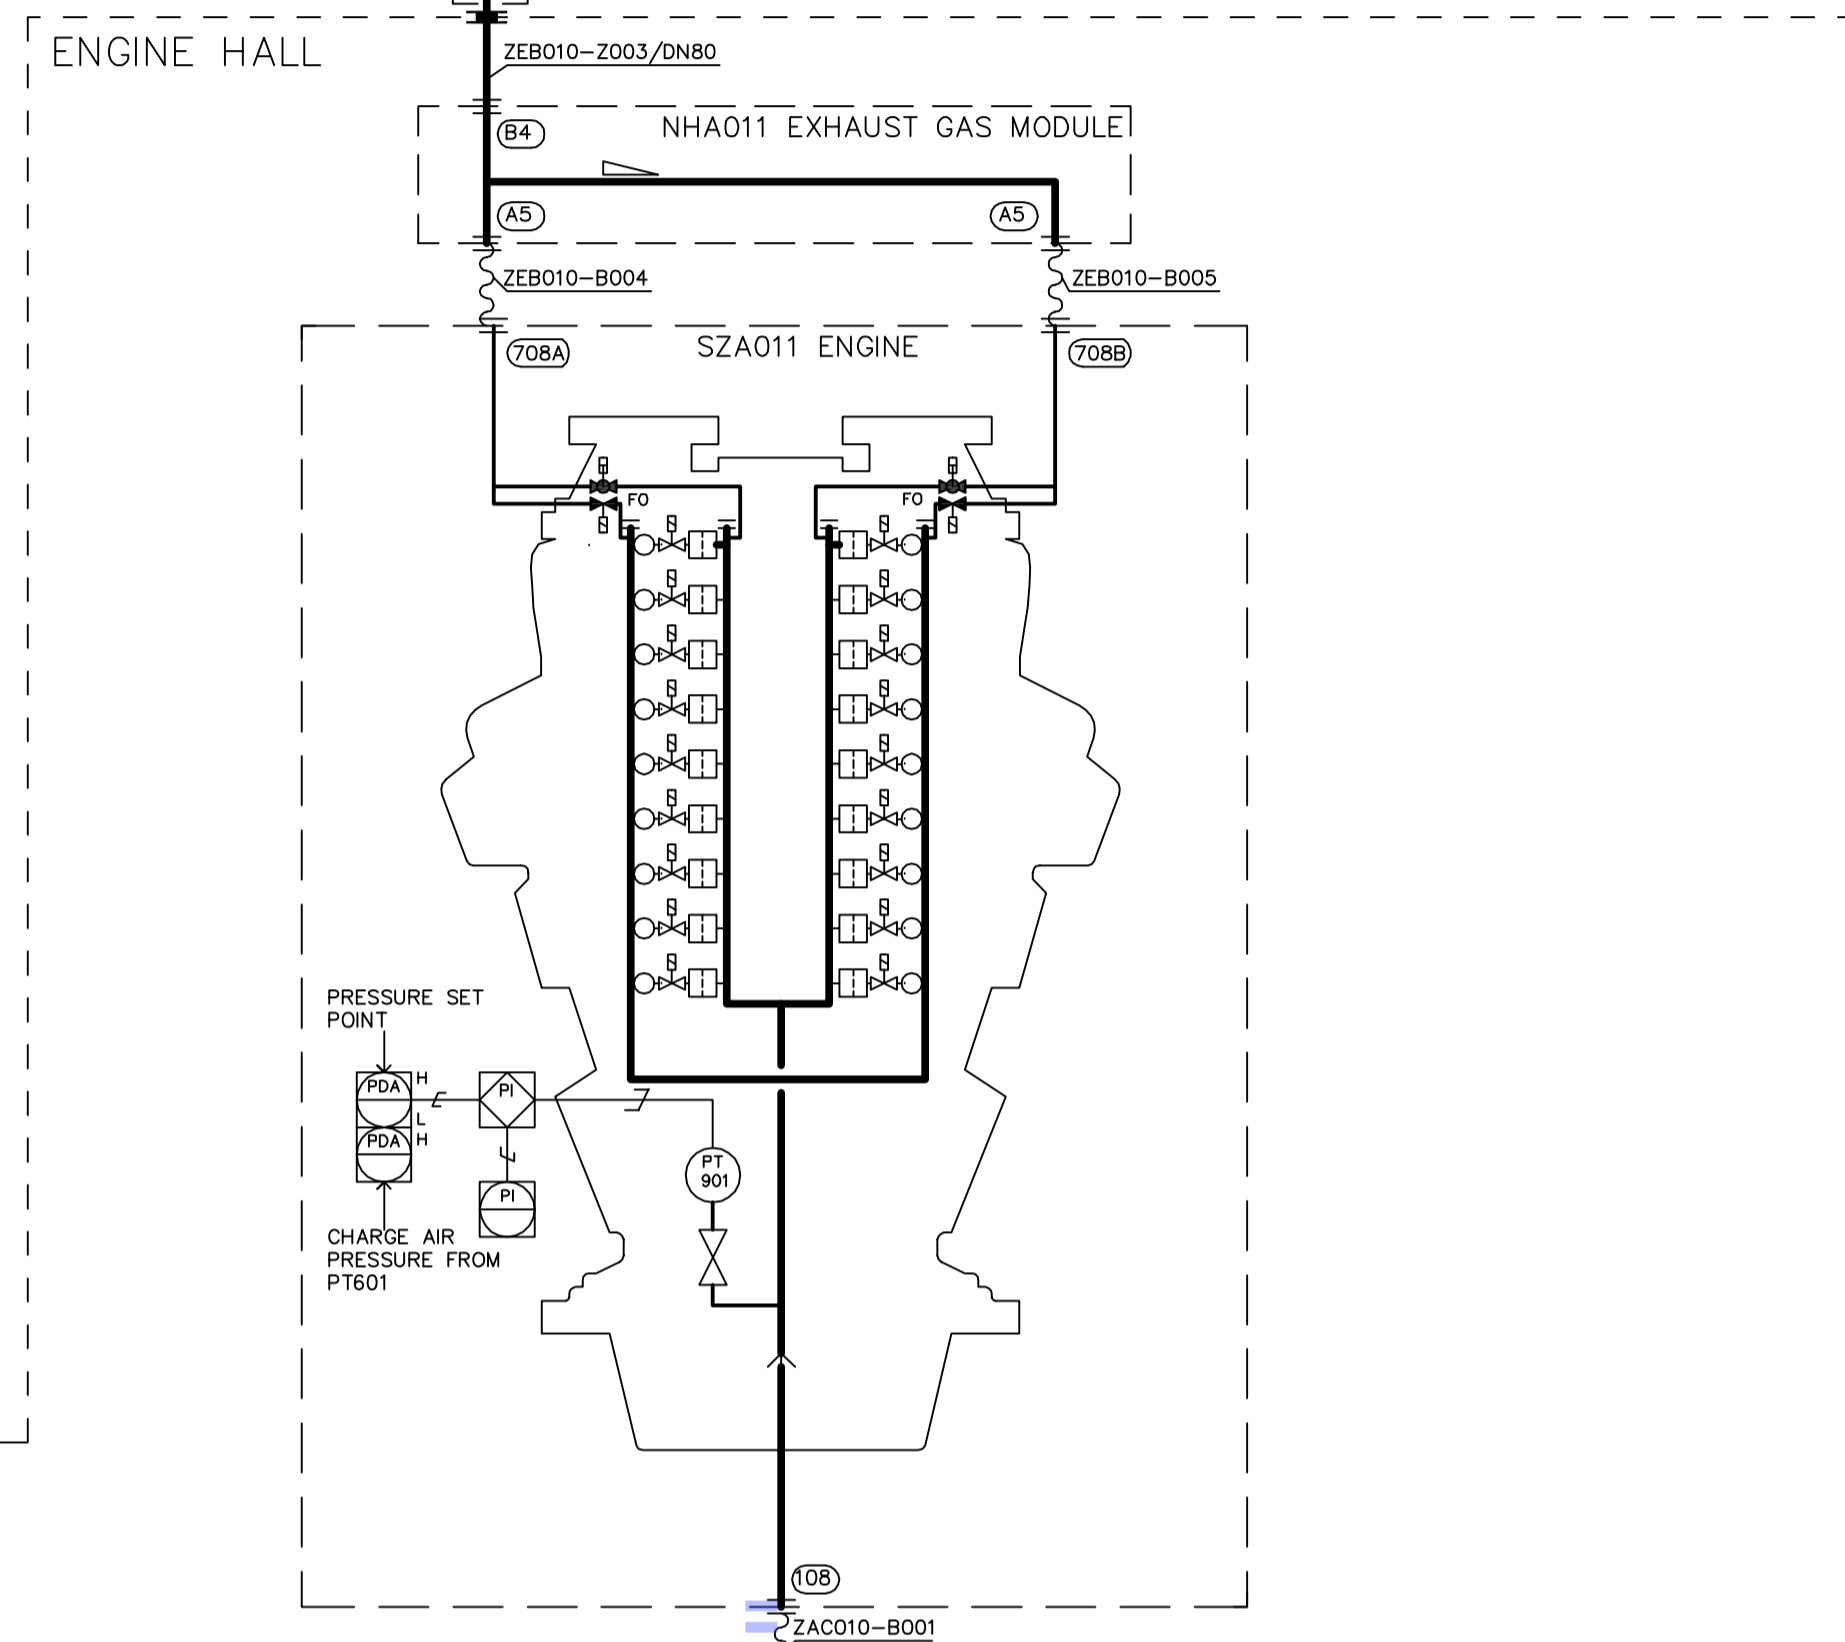 ENGINE HALL
ZEB010-Z003/DN80
B4
NHA011 EXHAUST GAS MODULE
A5
A5
ZEB010-B004
ZEB010-B005
708A
SZA011 ENGINE
708B
FO
FO
PRESSURE SET
POINT
PDA
H
L
PI
PDA
H
PI
PT
901
CHARGE AIR
PRESSURE FROM
PT601
108
ZAC010-B001